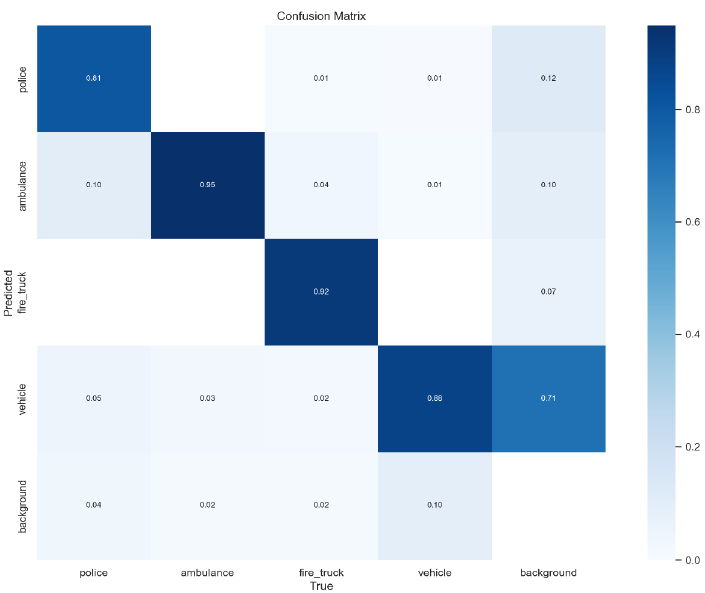 Confusion Matrix
police
0.81
0.01
0.01
0.12
ambulance
0.10
0.95
0.04
0.01
0.10
Predicted
fire_truck
0.92
0.07
vehicle
0.05
0.03
0.02
0.88
0.71
background
0.04
0.02
0.02
0.10
police
ambulance
fire_truck
vehicle
background
True
0.8
0.6
0.4
0.2
0.0